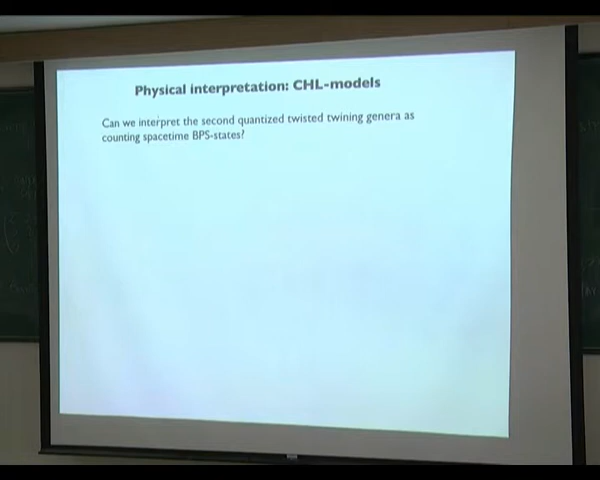 Physical interpretation: CHL-models
Can we interpret the second quantized twisted twining genera as
counting spacetime BPS-states?